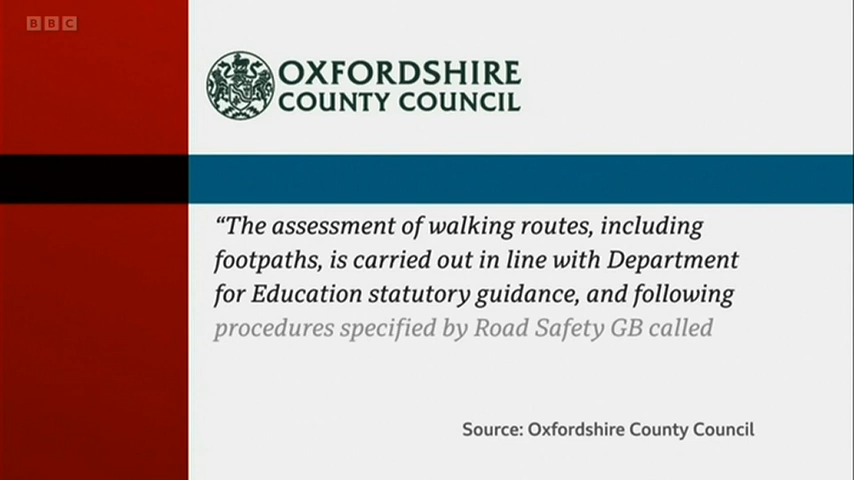 BBC
OXFORDSHIRE
COUNTY COUNCIL
“The assessment of walking routes, including
footpaths, is carried out in line with Department
for Education statutory guidance, and following
procedures specified by Road Safety GB called
Source: Oxfordshire County Council